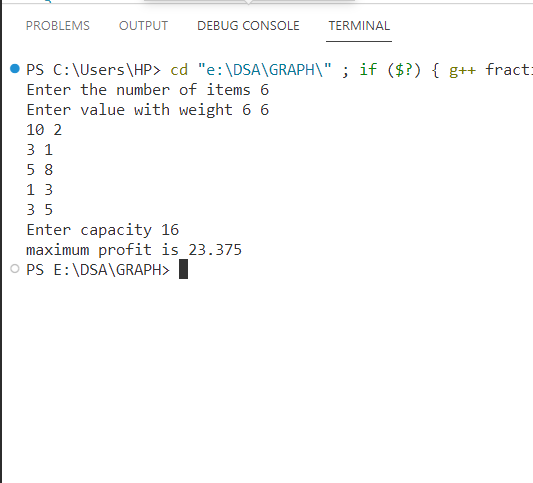 PROBLEMS OUTPUT DEBUG CONSOLE TERMINAL
PS C:\Users\HP> cd "e:\DSA\GRAPH\" ; if ($?) { g++ fracti
Enter the number of items 6
Enter value with weight 6 6
10 2
3 1
5 8
1 3
3 5
Enter capacity 16
maximum profit is 23.375
PS E:\DSA\GRAPH>